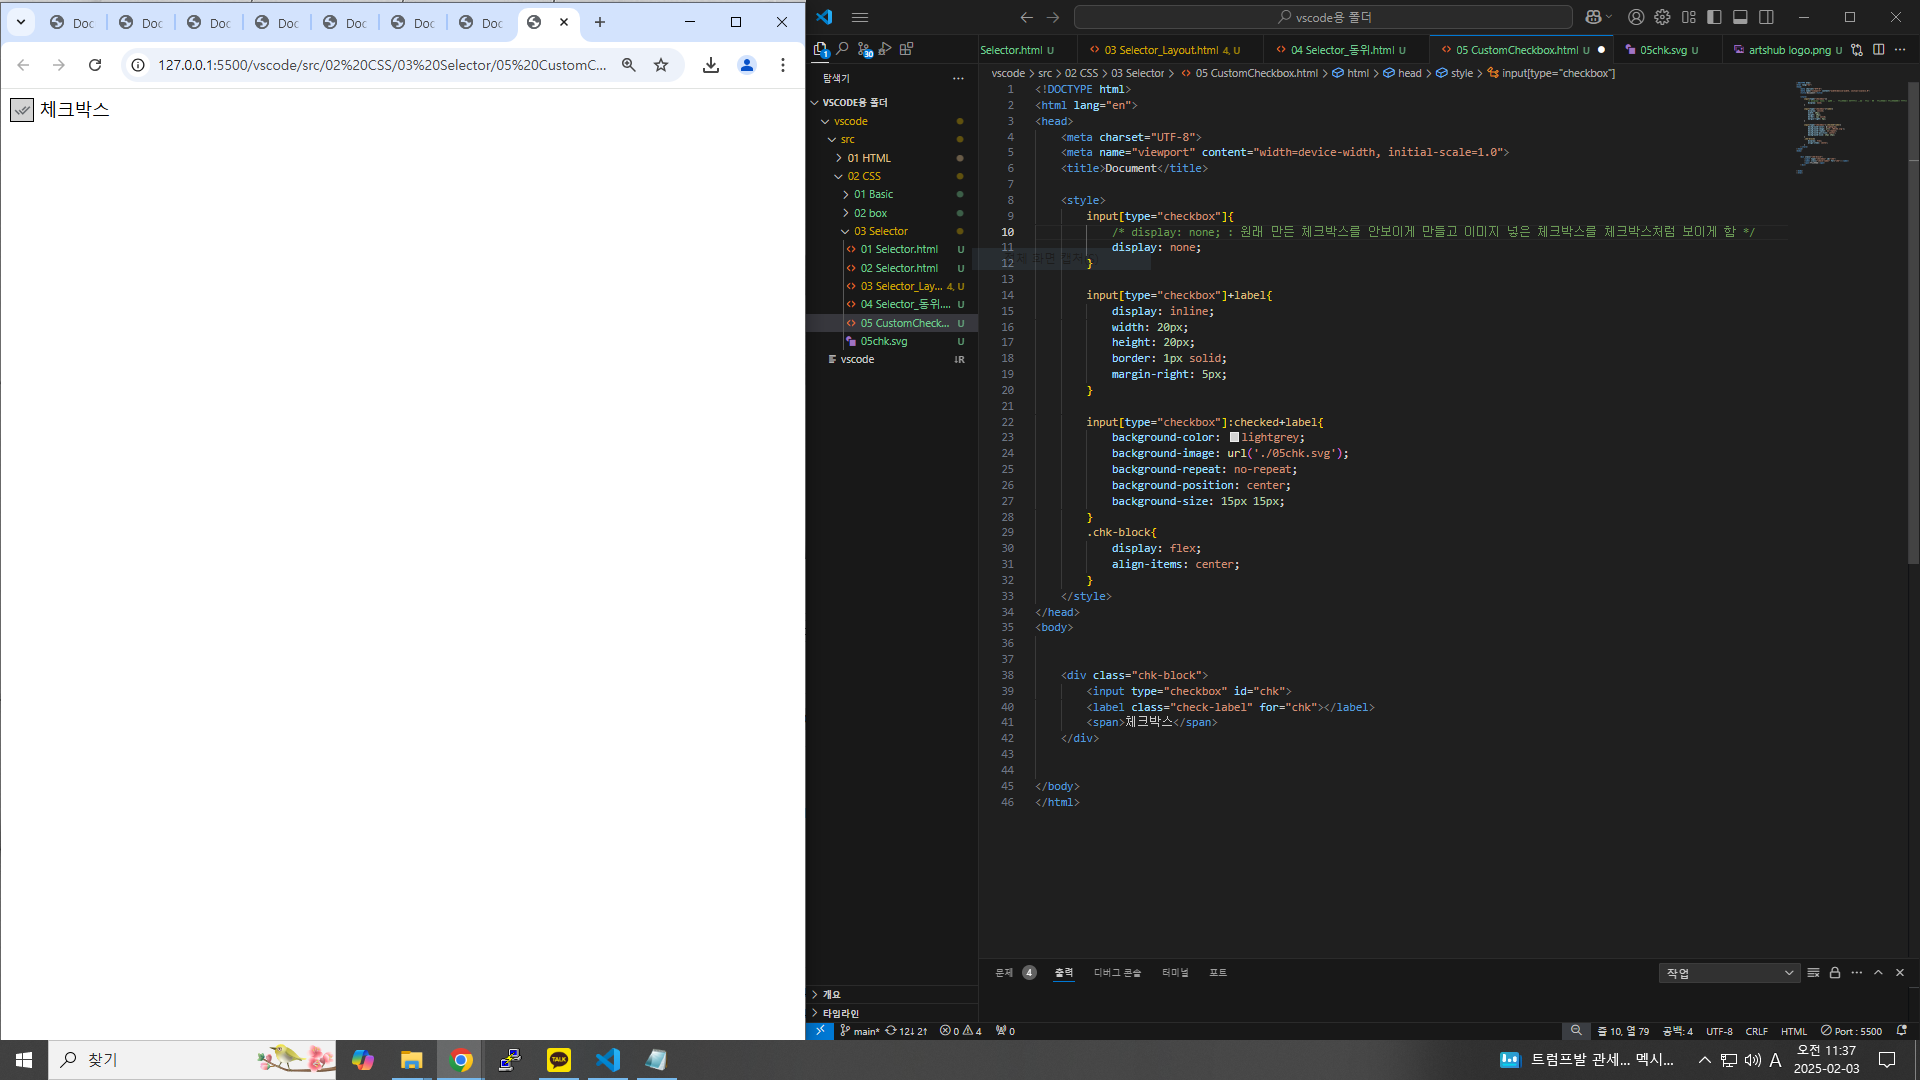 Doc Doc Doc Doc Doc Doc Doc
127.0.0.1:5500/vscode/src/02%20CSS/03%20Selector/05%20CustomC...
체크박스
vscode용 폴더
1
30
Selector.html U
03 Selector_Layout.html 4, U
04 Selector_동위.html U
05 CustomCheckbox.html U
05chk.svg U
artshub logo.png U
탐색기
VSCODE용 폴더
vscode
src
01 HTML
02 CSS
01 Basic
02 box
03 Selector
01 Selector.html U
02 Selector.html U
03 Selector_Lay... 4, U
04 Selector_동위.... U
05 CustomCheck... U
05chk.svg U
vscode
개요
타임라인
vscode > src > 02 CSS > 03 Selector > 05 CustomCheckbox.html > html > head > style > input[type="checkbox"]
1 <!DOCTYPE html>
2 <html lang="en">
3 <head>
4 <meta charset="UTF-8">
5 <meta name="viewport" content="width=device-width, initial-scale=1.0">
6 <title>Document</title>
7
8 <style>
9 input[type="checkbox"]{
10 /* display: none; : 원래 만든 체크박스를 안보이게 만들고 이미지 넣은 체크박스를 체크박스처럼 보이게 함 */
11 display: none;
12 }
13
14 input[type="checkbox"]+label{
15 display: inline;
16 width: 20px;
17 height: 20px;
18 border: 1px solid;
19 margin-right: 5px;
20 }
21
22 input[type="checkbox"]:checked+label{
23 background-color: lightgrey;
24 background-image: url('./05chk.svg');
25 background-repeat: no-repeat;
26 background-position: center;
27 background-size: 15px 15px;
28 }
29 .chk-block{
30 display: flex;
31 align-items: center;
32 }
33 </style>
34 </head>
35 <body>
36
37
38 <div class="chk-block">
39 <input type="checkbox" id="chk">
40 <label class="check-label" for="chk"></label>
41 <span>체크박스</span>
42 </div>
43
44
45 </body>
46 </html>
문제 4 출력 디버그 콘솔 터미널 포트
작업
main* 12↓ 2↑ 0 4 0
줄 10, 열 79 공백: 4 UTF-8 CRLF HTML Port : 5500
찾기
TALK
트럼프발 관세... 멕시...
A
오전 11:37
2025-02-03